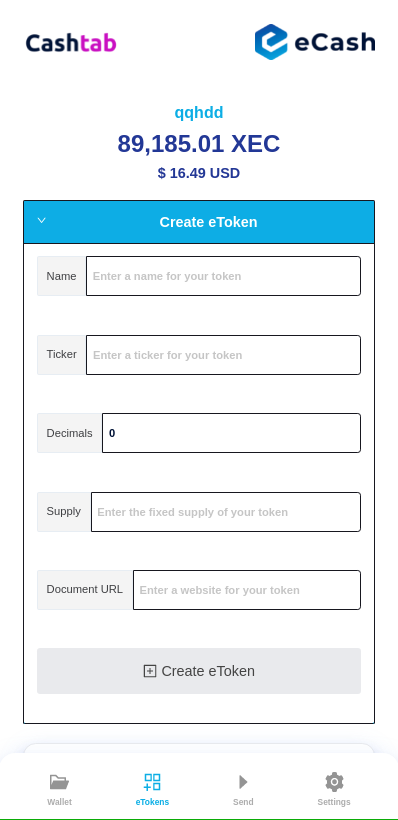 Cashtab
eCash
qqhdd
89,185.01 XEC
$ 16.49 USD
Create eToken
Name Enter a name for your token
Ticker Enter a ticker for your token
Decimals 0
Supply Enter the fixed supply of your token
Document URL Enter a website for your token
Create eToken
Wallet eTokens Send Settings